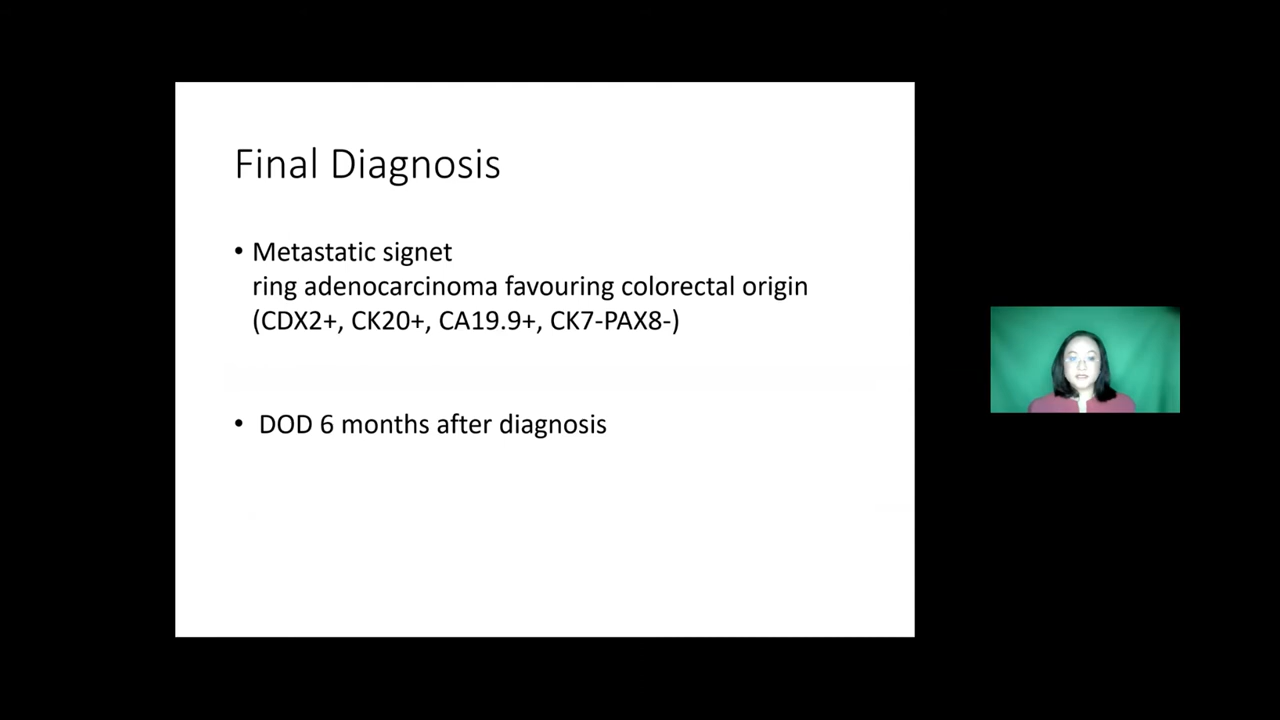 Final Diagnosis
• Metastatic signet
ring adenocarcinoma favouring colorectal origin
(CDX2+, CK20+, CA19.9+, CK7-PAX8-)
• DOD 6 months after diagnosis